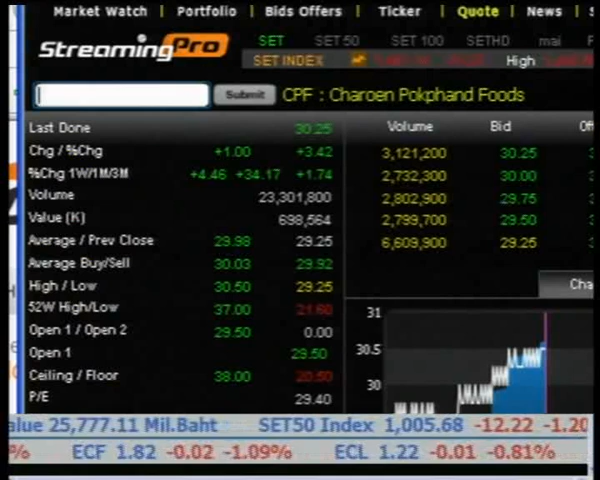 Market Watch | Portfolio | Bids Offers | Ticker | Quote | News |
StreamingPro SET SET 50 SET 100 SETHD mai
SET INDEX High
Submit CPF : Charoen Pokphand Foods
Last Done 30.25 Volume Bid
Chg / %Chg +1.00 +3.42 3,121,200 30.25
%Chg 1W/1M/3M +4.46 +34.17 +1.74 2,732,300 30.00
Volume 23,301,800 2,802,900 29.75
Value (K) 698,564 2,799,700 29.50
Average / Prev Close 29.98 29.25 6,609,900 29.25
Average Buy/Sell 30.03 29.92
High / Low 30.50 29.25 Cha
52W High/Low 37.00 21.60 31
Open 1 / Open 2 29.50 0.00
Open 1 29.50 30.5
Ceiling / Floor 38.00 20.50 30
P/E 29.40
alue 25,777.11 Mil.Baht SET50 Index 1,005.68 -12.22 -1.20
% ECF 1.82 -0.02 -1.09% ECL 1.22 -0.01 -0.81%